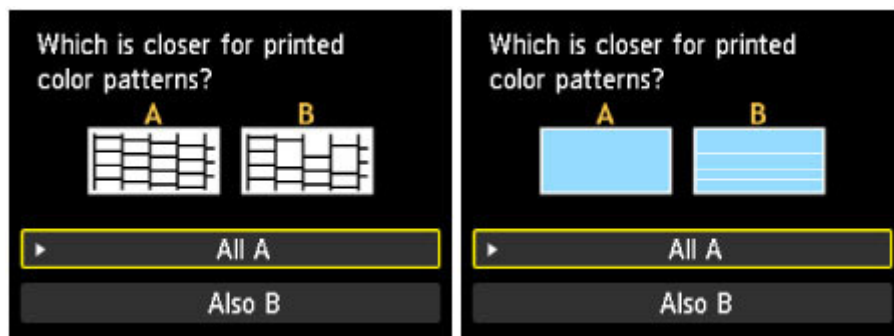 Which is closer for printed
color patterns?
A B
All A
Also B
Which is closer for printed
color patterns?
A B
All A
Also B